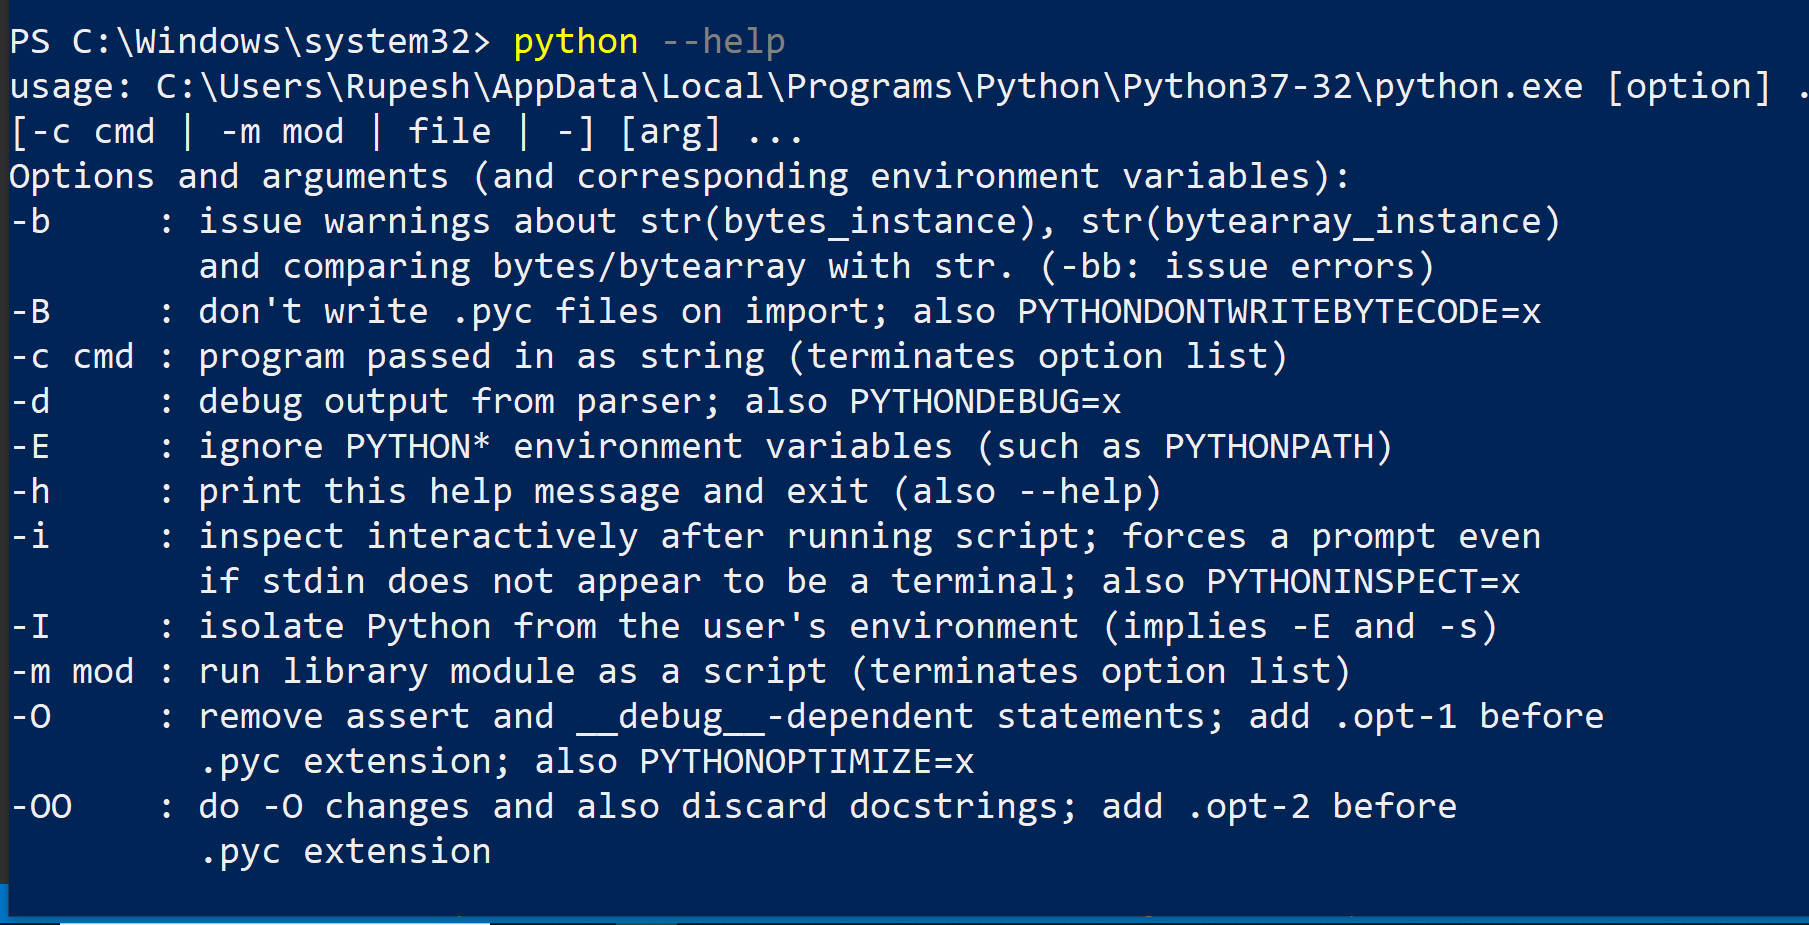 PS C:\Windows\system32> python --help
usage: C:\Users\Rupesh\AppData\Local\Programs\Python\Python37-32\python.exe [option] .
[-c cmd | -m mod | file | -] [arg] ...
Options and arguments (and corresponding environment variables):
-b     : issue warnings about str(bytes_instance), str(bytearray_instance)
         and comparing bytes/bytearray with str. (-bb: issue errors)
-B     : don't write .pyc files on import; also PYTHONDONTWRITEBYTECODE=x
-c cmd : program passed in as string (terminates option list)
-d     : debug output from parser; also PYTHONDEBUG=x
-E     : ignore PYTHON* environment variables (such as PYTHONPATH)
-h     : print this help message and exit (also --help)
-i     : inspect interactively after running script; forces a prompt even
         if stdin does not appear to be a terminal; also PYTHONINSPECT=x
-I     : isolate Python from the user's environment (implies -E and -s)
-m mod : run library module as a script (terminates option list)
-O     : remove assert and __debug__-dependent statements; add .opt-1 before
         .pyc extension; also PYTHONOPTIMIZE=x
-OO    : do -O changes and also discard docstrings; add .opt-2 before
         .pyc extension